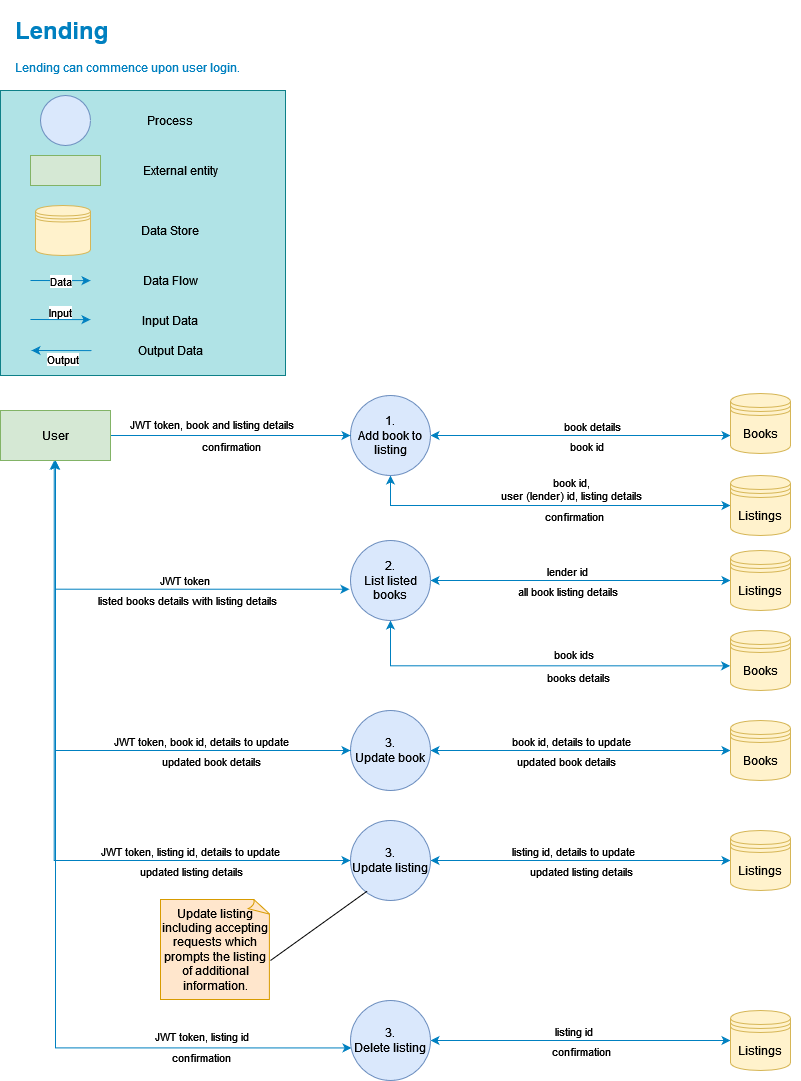 Lending
Lending can commence upon user login.
Process
External entity
Data Store
Data
Data Flow
Input
Input Data
Output
Output Data
User
JWT token, book and listing details
confirmation
1.
Add book to
listing
book details
book id
Books
book id,
user (lender) id, listing details
confirmation
Listings
JWT token
listed books details with listing details
2.
List listed
books
lender id
all book listing details
Listings
book ids
books details
Books
JWT token, book id, details to update
updated book details
3.
Update book
book id, details to update
updated book details
Books
JWT token, listing id, details to update
updated listing details
3.
Update listing
listing id, details to update
updated listing details
Listings
Update listing
including accepting
requests which
prompts the listing
of additional
information.
JWT token, listing id
confirmation
3.
Delete listing
listing id
confirmation
Listings